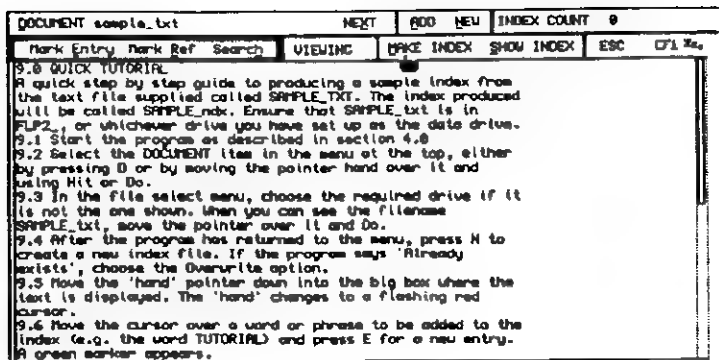 DOCUMENT sample_txt NEXT ADD NEW INDEX COUNT 0
Mark Entry Mark Ref Search VIEWING MAKE INDEX SHOW INDEX ESC
9.0 QUICK TUTORIAL
A quick step by step guide to producing a sample index from
the text file supplied called SAMPLE_TXT. The index produced
will be called SAMPLE_ndx. Ensure that SAMPLE_txt is in
FLP2_, or whichever drive you have set up as the data drive.
9.1 Start the program as described in section 4.0
9.2 Select the DOCUMENT item in the menu at the top, either
by pressing D or by moving the pointer hand over it and
using Hit or Do.
9.3 In the file select menu, choose the required drive if it
is not the one shown. When you can see the filename
SAMPLE_txt, move the pointer over it and Do.
9.4 After the program has returned to the menu, press N to
create a new index file. If the program says 'Already
exists', choose the Overwrite option.
9.5 Move the 'hand' pointer down into the big box where the
text is displayed. The 'hand' changes to a flashing red
cursor.
9.6 Move the cursor over a word or phrase to be added to the
index (e.g. the word TUTORIAL) and press E for a new entry.
A green marker appears.